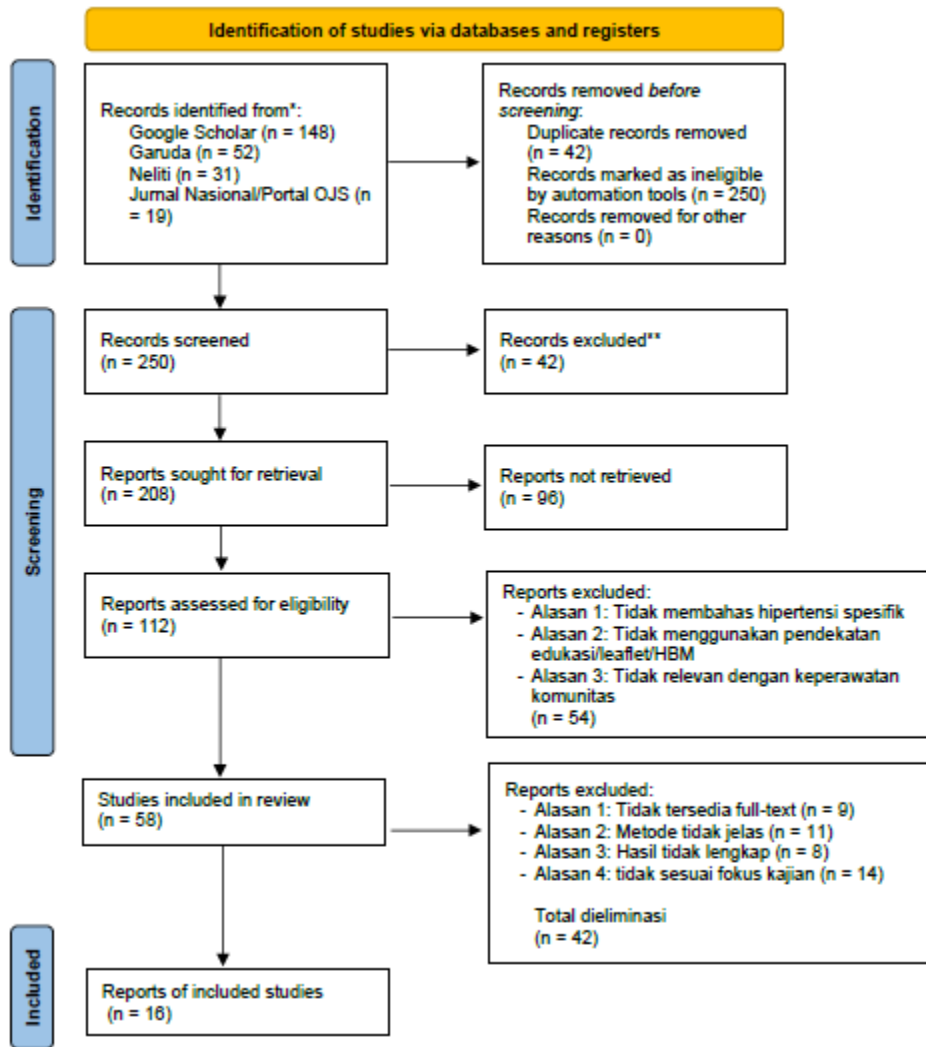 Identification of studies via databases and registers
Identification
Records identified from*:
Google Scholar (n = 148)
Garuda (n = 52)
Neliti (n = 31)
Jurnal Nasional/Portal OJS (n
= 19)
Records removed before
screening:
Duplicate records removed
(n = 42)
Records marked as ineligible
by automation tools (n = 250)
Records removed for other
reasons (n = 0)
Screening
Records screened
(n = 250)
Records excluded**
(n = 42)
Reports sought for retrieval
(n = 208)
Reports not retrieved
(n = 96)
Reports assessed for eligibility
(n = 112)
Reports excluded:
- Alasan 1: Tidak membahas hipertensi spesifik
- Alasan 2: Tidak menggunakan pendekatan
edukasi/leaflet/HBM
- Alasan 3: Tidak relevan dengan keperawatan
komunitas
(n = 54)
Studies included in review
(n = 58)
Reports excluded:
- Alasan 1: Tidak tersedia full-text (n = 9)
- Alasan 2: Metode tidak jelas (n = 11)
- Alasan 3: Hasil tidak lengkap (n = 8)
- Alasan 4: tidak sesuai fokus kajian (n = 14)
Total dieliminasi
(n = 42)
Included
Reports of included studies
(n = 16)